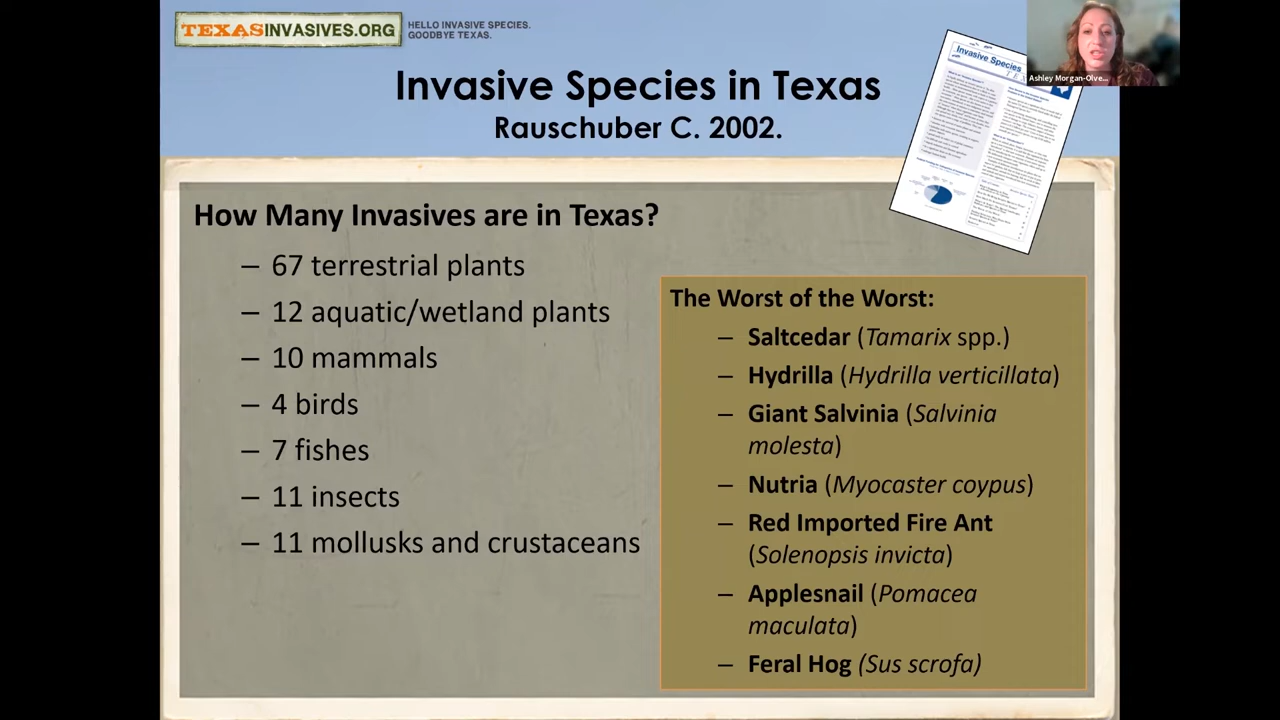 TEXASINVASIVES.ORG
HELLO INVASIVE SPECIES.
GOODBYE TEXAS.
Invasive Species in Texas
Rauschuber C. 2002.
Invasive Species
Ashley Morgan-Olve...
How Many Invasives are in Texas?
– 67 terrestrial plants
– 12 aquatic/wetland plants
– 10 mammals
– 4 birds
– 7 fishes
– 11 insects
– 11 mollusks and crustaceans
The Worst of the Worst:
– Saltcedar (Tamarix spp.)
– Hydrilla (Hydrilla verticillata)
– Giant Salvinia (Salvinia
molesta)
– Nutria (Myocaster coypus)
– Red Imported Fire Ant
(Solenopsis invicta)
– Applesnail (Pomacea
maculata)
– Feral Hog (Sus scrofa)